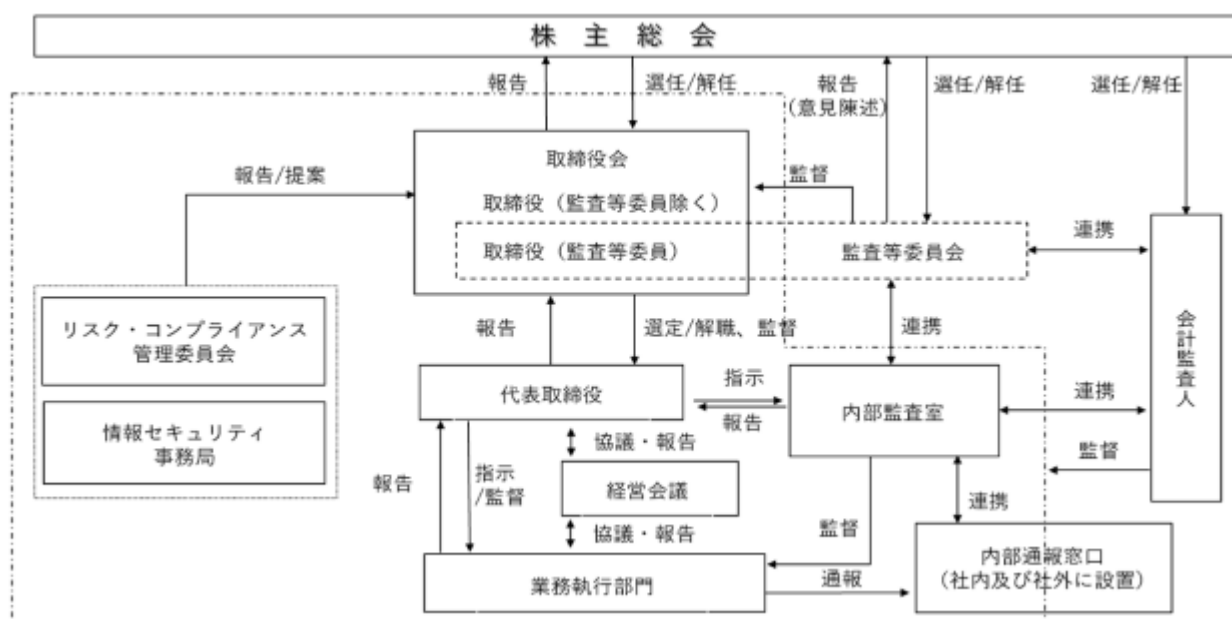 株 主 総 会
報告
選任/解任
報告
(意見陳述)
選任/解任
選任/解任
取締役会
取締役（監査等委員除く）
取締役（監査等委員）
監督
監査等委員会
連携
報告/提案
リスク・コンプライアンス
管理委員会
情報セキュリティ
事務局
報告
選定/解職、監督
連携
会計監査人
代表取締役
指示
報告
内部監査室
連携
監督
協議・報告
経営会議
協議・報告
報告
指示
/監督
監督
連携
業務執行部門
通報
内部通報窓口
（社内及び社外に設置）